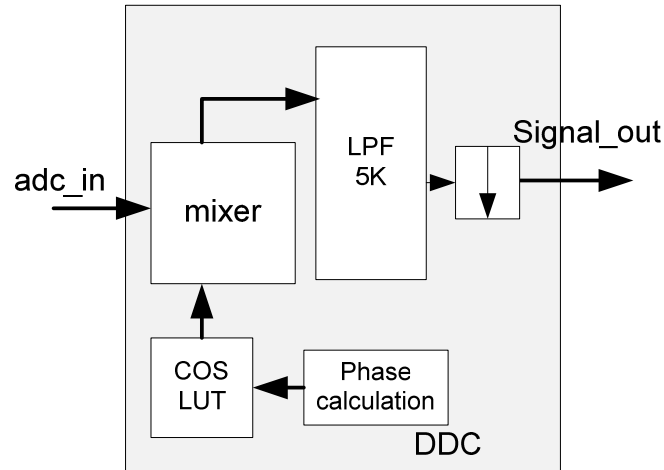 adc_in
mixer
LPF
5K
Signal_out
COS
LUT
Phase
calculation
DDC